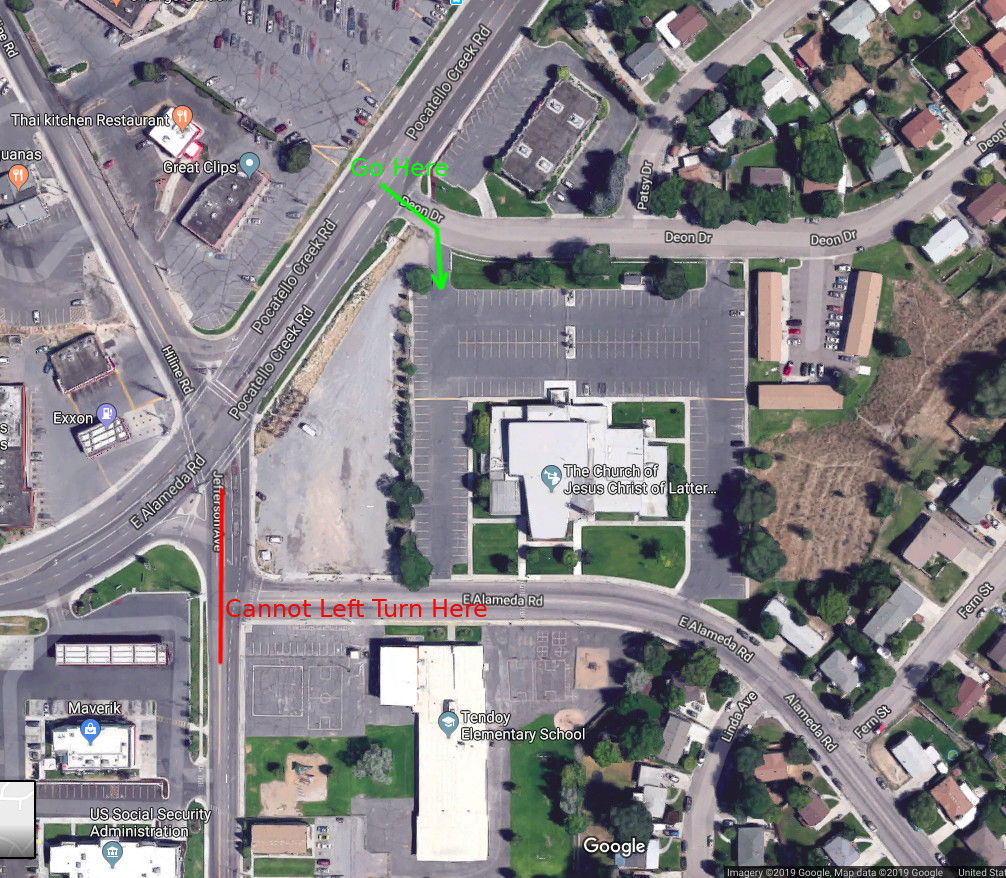 Thai kitchen Restaurant
Great Clips
uanas
Pocatello Creek Rd
Go Here
Deon Dr
Patsy Dr
Deon Dr
Deon Dr
Pocatello Creek Rd
Pocatello Creek Rd
Hiline Rd
Exxon
s
s
E Alameda Rd
Jefferson Ave
The Church of
Jesus Christ of Latter...
Cannot Left Turn Here
E Alameda Rd
E Alameda Rd
Fern St
Fern St
Alameda Rd
Linda Ave
Maverik
Tendoy
Elementary School
US Social Security
Administration
Google
Imagery ©2019 Google, Map data ©2019 Google
United Sta